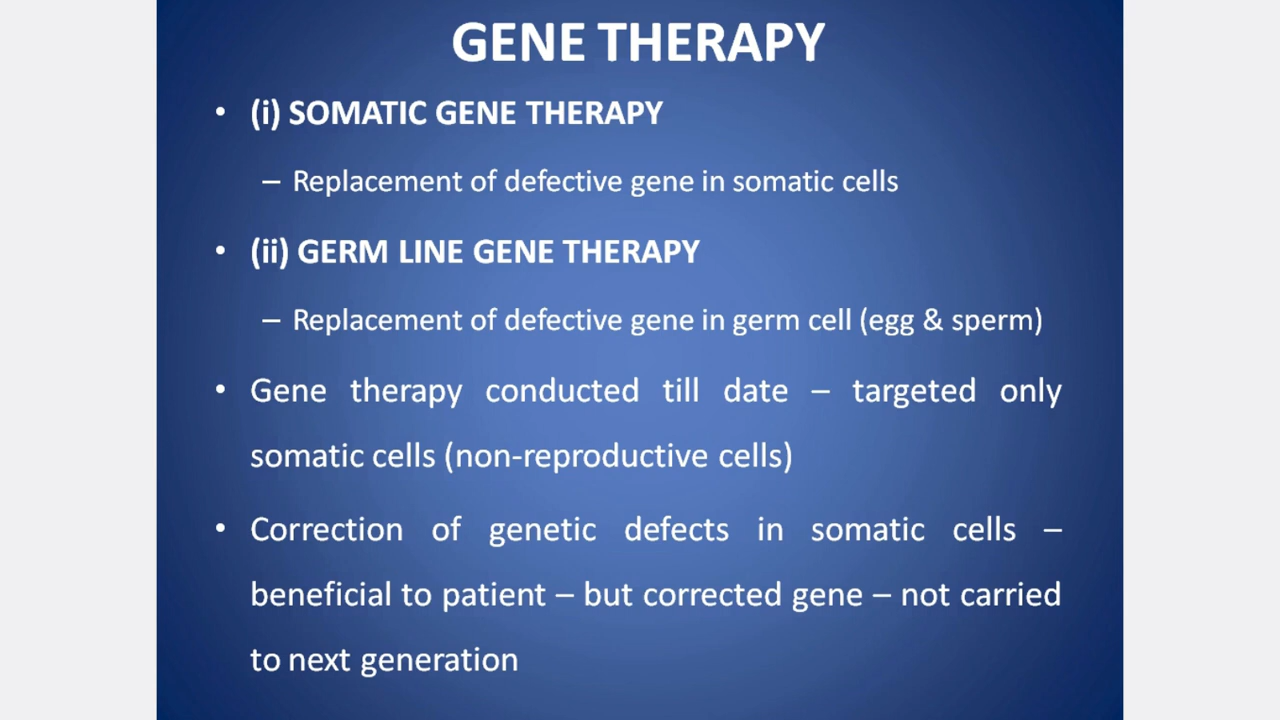 GENE THERAPY
• (i) SOMATIC GENE THERAPY
– Replacement of defective gene in somatic cells
• (ii) GERM LINE GENE THERAPY
– Replacement of defective gene in germ cell (egg & sperm)
• Gene therapy conducted till date – targeted only
somatic cells (non-reproductive cells)
• Correction of genetic defects in somatic cells –
beneficial to patient – but corrected gene – not carried
to next generation